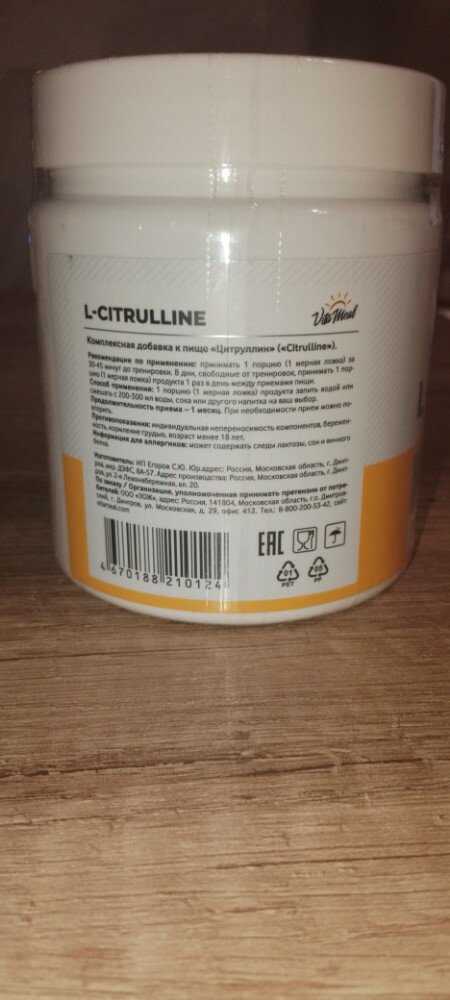 L-CITRULLINE
VitaMeal
Комплексная добавка к пище «Цитруллин» («Citrulline»).
Рекомендации по применению: принимать 1 порцию (1 мерная ложка) за
30-45 минут до тренировки. В дни, свободные от тренировок, принимать 1 пор-
цию (1 мерная ложка) продукта 1 раз в день между приемами пищи.
Способ применения: 1 порцию (1 мерная ложка) продукта запить водой или
смешать с 200-300 мл воды, сока или другого напитка на ваш выбор.
Продолжительность приема – 1 месяц. При необходимости прием можно по-
вторить.
Противопоказания: индивидуальная непереносимость компонентов, беремен-
ность, кормление грудью, возраст менее 18 лет.
Информация для аллергиков: может содержать следы лактозы, сои и яичного
белка.
Изготовитель: ИП Егоров С.Ю. Юр.адрес: Россия, Московская область, г. Дмит-
ров, мкр. ДЗФС, ВА-57. Адрес производства: Россия, Московская область, г. Дмит-
ров, ул. 2-я Левонабережная, вл. 20.
По заказу / Организация, уполномоченная принимать претензии от потре-
бителей: ООО «ЗОЖ», адрес: Россия, 141804, Московская обл., г.о. Дмитров-
ский, г. Дмитров, ул. Московская, д. 29, офис 412. Тел.: 8-800-200-53-42, сайт:
vitameal.com
4 670188 210124
EAC
01
PET
05
PP